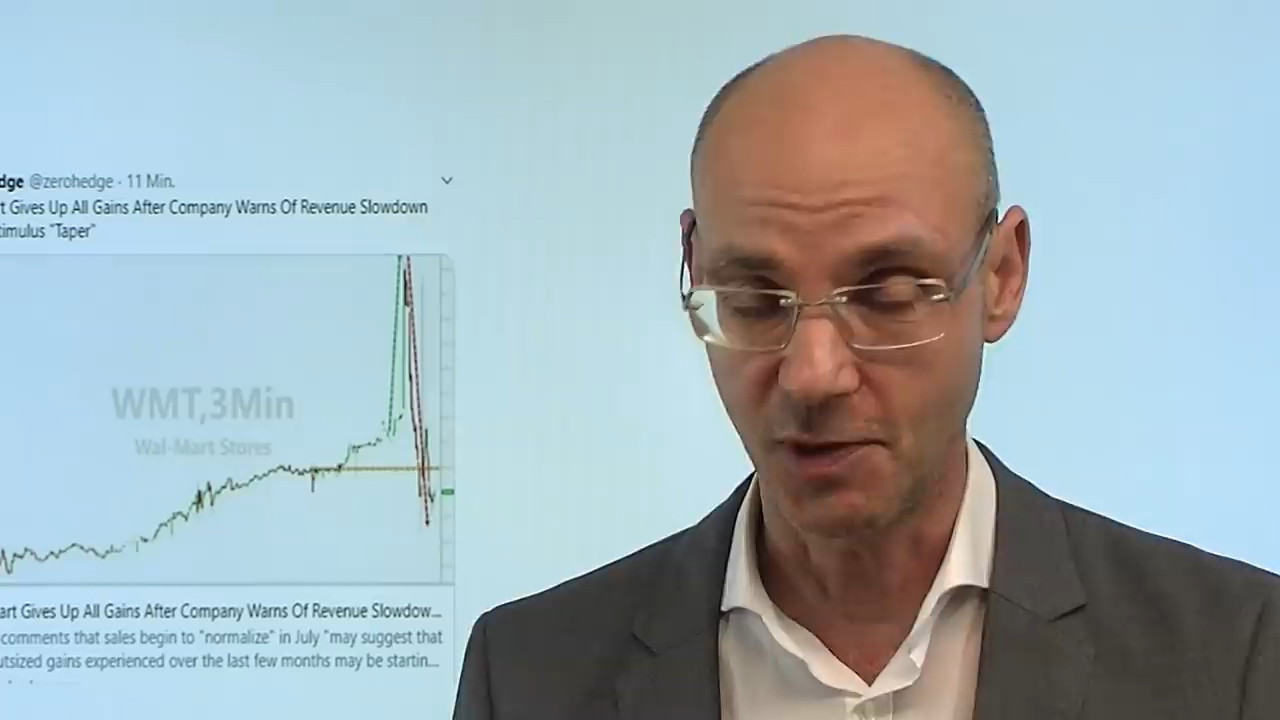 dge @zerohedge · 11 Min.
t Gives Up All Gains After Company Warns Of Revenue Slowdown
timulus "Taper"
WMT,3Min
Wal-Mart Stores
art Gives Up All Gains After Company Warns Of Revenue Slowdow...
comments that sales begin to "normalize" in July "may suggest that
utsized gains experienced over the last few months may be startin...